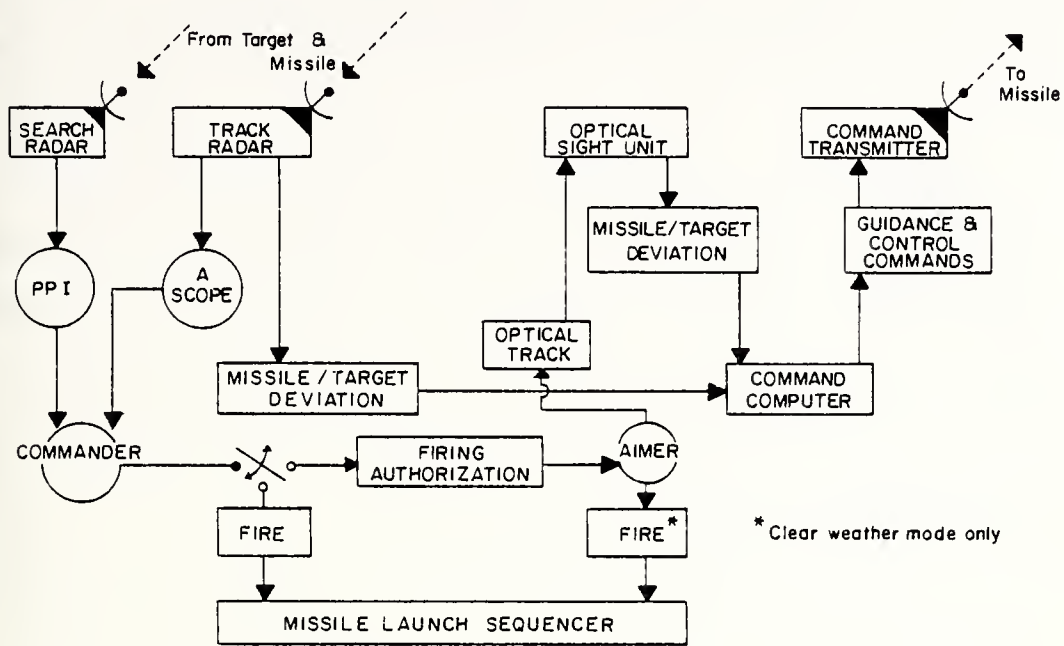 From Target &
Missile
To
Missile
SEARCH
RADAR
TRACK
RADAR
OPTICAL
SIGHT UNIT
COMMAND
TRANSMITTER
MISSILE/TARGET
DEVIATION
GUIDANCE &
CONTROL
COMMANDS
PPI
A
SCOPE
OPTICAL
TRACK
MISSILE / TARGET
DEVIATION
COMMAND
COMPUTER
COMMANDER
FIRING
AUTHORIZATION
AIMER
FIRE
FIRE*
* Clear weather mode only
MISSILE LAUNCH SEQUENCER